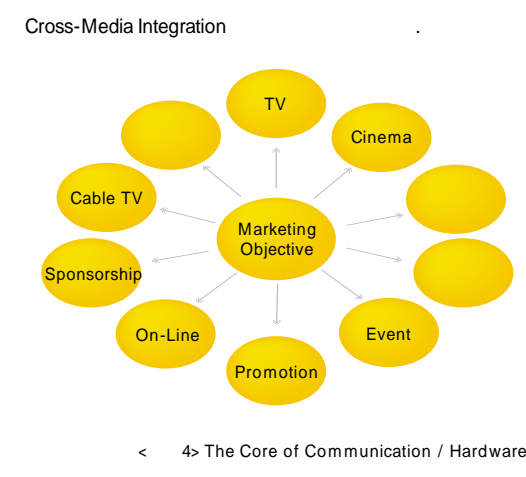 Cross-Media Integration .
TV
Cinema
Cable TV
Marketing
Objective
Sponsorship
On-Line
Event
Promotion
< 4> The Core of Communication / Hardware